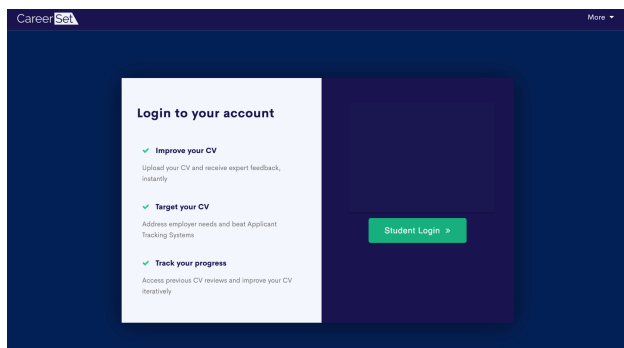 CareerSet
More
Login to your account
Improve your CV
Upload your CV and receive expert feedback,
instantly
Target your CV
Address employer needs and beat Applicant
Tracking Systems
Track your progress
Access previous CV reviews and improve your CV
iteratively
Student Login »